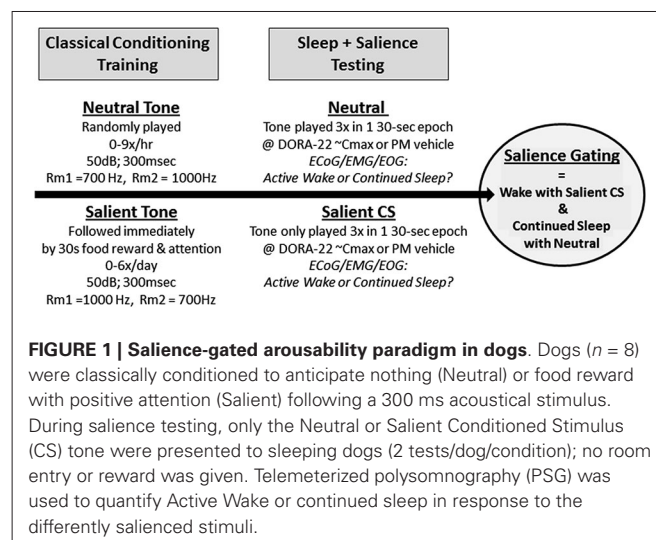 Classical Conditioning
Training
Sleep + Salience
Testing
Neutral Tone
Randomly played
0-9x/hr
50dB; 300msec
Rm1 =700 Hz, Rm2 = 1000Hz
Neutral
Tone played 3x in 1 30-sec epoch
@ DORA-22 ~Cmax or PM vehicle
ECoG/EMG/EOG:
Active Wake or Continued Sleep?
Salient Tone
Followed immediately
by 30s food reward & attention
0-6x/day
50dB; 300msec
Rm1 =1000 Hz, Rm2 = 700Hz
Salient CS
Tone only played 3x in 1 30-sec epoch
@ DORA-22 ~Cmax or PM vehicle
ECoG/EMG/EOG:
Active Wake or Continued Sleep?
Salience Gating
=
Wake with Salient CS
&
Continued Sleep
with Neutral
FIGURE 1 | Salience-gated arousability paradigm in dogs. Dogs (n = 8)
were classically conditioned to anticipate nothing (Neutral) or food reward
with positive attention (Salient) following a 300 ms acoustical stimulus.
During salience testing, only the Neutral or Salient Conditioned Stimulus
(CS) tone were presented to sleeping dogs (2 tests/dog/condition); no room
entry or reward was given. Telemeterized polysomnography (PSG) was
used to quantify Active Wake or continued sleep in response to the
differently salienced stimuli.